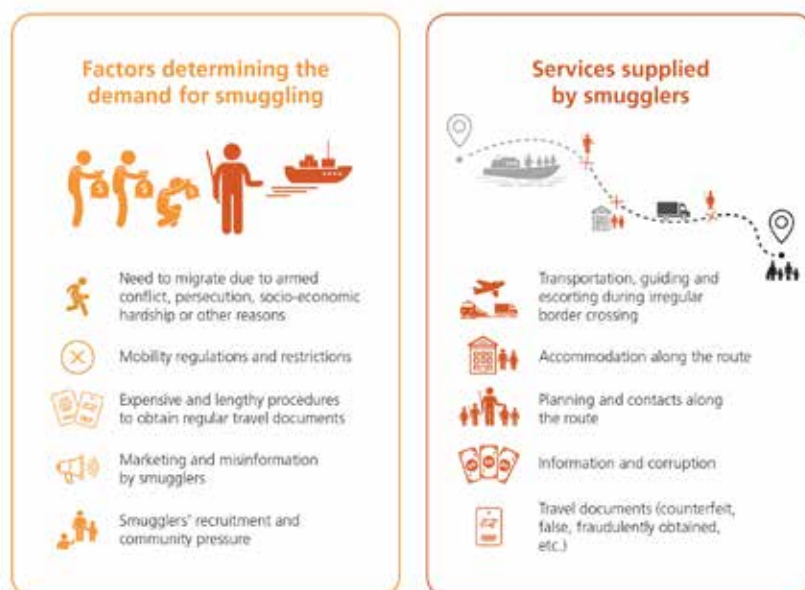 Factors determining the
demand for smuggling
Need to migrate due to armed
conflict, persecution, socio-economic
hardship or other reasons
Mobility regulations and restrictions
Expensive and lengthy procedures
to obtain regular travel documents
Marketing and misinformation
by smugglers
Smugglers' recruitment and
community pressure
Services supplied
by smugglers
Transportation, guiding and
escorting during irregular
border crossing
Accommodation along the route
Planning and contacts along
the route
Information and corruption
Travel documents (counterfeit,
false, fraudulently obtained,
etc.)